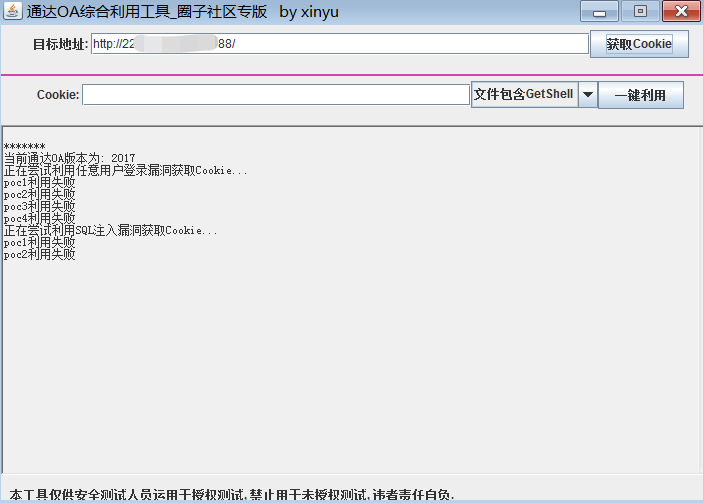 通达OA综合利用工具_圈子社区专版 by xinyu
目标地址: http://22 88/ 获取Cookie
Cookie: 文件包含GetShell 一键利用
*******
当前通达OA版本为: 2017
正在尝试利用任意用户登录漏洞获取Cookie...
poc1利用失败
poc2利用失败
poc3利用失败
poc4利用失败
正在尝试利用SQL注入漏洞获取Cookie...
poc1利用失败
poc2利用失败
本工具仅供安全测试人员运用于授权测试,禁止用于未授权测试,违者责任自负.